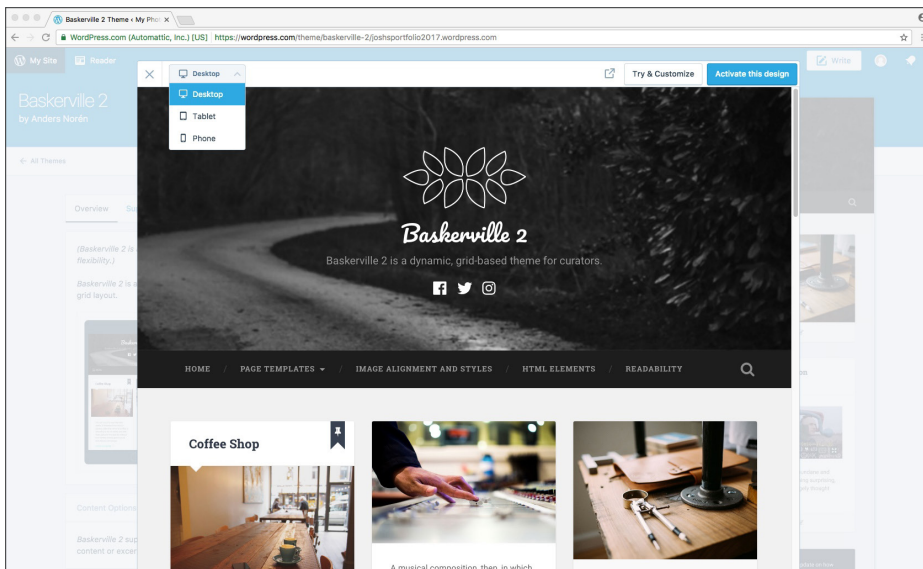 Baskerville 2 Theme ‹ My Pho
WordPress.com (Automattic, Inc.) [US] https://wordpress.com/theme/baskerville-2/joshsportfolio2017.wordpress.com
My Site Reader Write
Baskerville 2
by Anders Norén
← All Themes
Overview
Desktop
Desktop
Tablet
Phone
Try & Customize
Activate this design
(Baskerville 2 is
flexibility.)
Baskerville 2 is a
grid layout.
Baskerville 2
Baskerville 2 is a dynamic, grid-based theme for curators.
HOME / PAGE TEMPLATES / IMAGE ALIGNMENT AND STYLES / HTML ELEMENTS / READABILITY
Coffee Shop
A musical composition, then, in which
Content Options
Baskerville 2 sup
content or excer